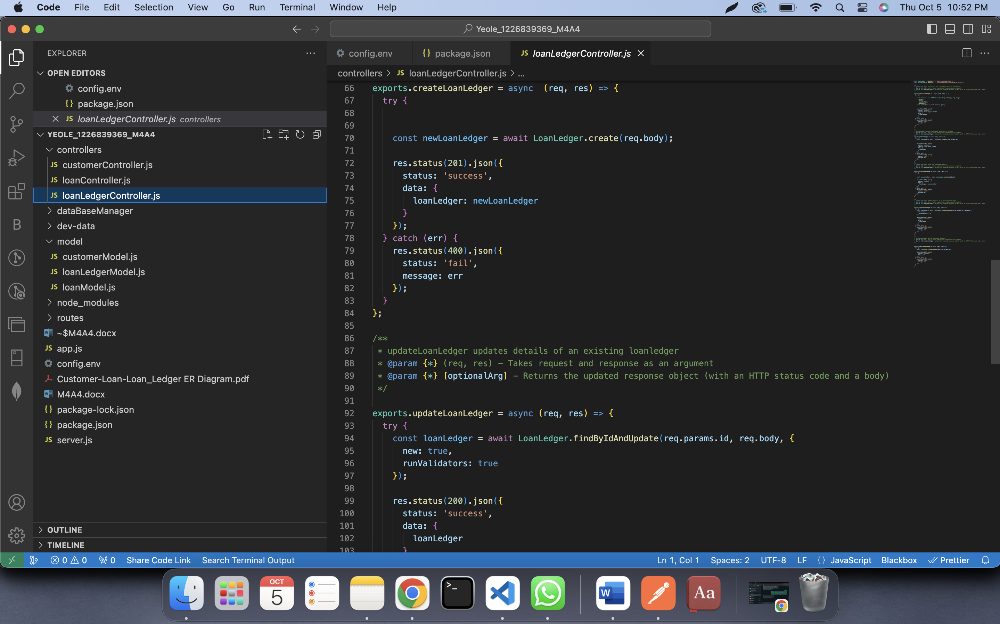 Code File Edit Selection View Go Run Terminal Window Help Thu Oct 5 10:52 PM
Yeole_1226839369_M4A4
EXPLORER
OPEN EDITORS
config.env
{} package.json
JS loanLedgerController.js controllers
YEOLE_1226839369_M4A4
controllers
JS customerController.js
JS loanController.js
JS loanLedgerController.js
dataBaseManager
dev-data
model
JS customerModel.js
JS loanLedgerModel.js
JS loanModel.js
node_modules
routes
~$M4A4.docx
JS app.js
config.env
Customer-Loan-Loan_Ledger ER Diagram.pdf
M4A4.docx
{} package-lock.json
{} package.json
JS server.js
OUTLINE
TIMELINE
config.env {} package.json JS loanLedgerController.js
controllers > JS loanLedgerController.js > ...
66 exports.createLoanLedger = async  (req, res) => {
67 try {
68
69
70 const newLoanLedger = await LoanLedger.create(req.body);
71
72 res.status(201).json({
73 status: 'success',
74 data: {
75 loanLedger: newLoanLedger
76 }
77 });
78 } catch (err) {
79 res.status(400).json({
80 status: 'fail',
81 message: err
82 });
83 }
84 };
85
86 /**
87 * updateLoanLedger updates details of an existing loanledger
88 * @param {*} (req, res) – Takes request and response as an argument
89 * @param {*} [optionalArg] – Returns the updated response object (with an HTTP status code and a body)
90 */
91
92 exports.updateLoanLedger = async (req, res) => {
93 try {
94 const loanLedger = await LoanLedger.findByIdAndUpdate(req.params.id, req.body, {
95 new: true,
96 runValidators: true
97 });
98
99 res.status(200).json({
100 status: 'success',
101 data: {
102 loanLedger
103 }
0 0 0 Share Code Link Search Terminal Output Ln 1, Col 1 Spaces: 2 UTF-8 LF {} JavaScript Blackbox Prettier
OCT
5
>_
W
Aa